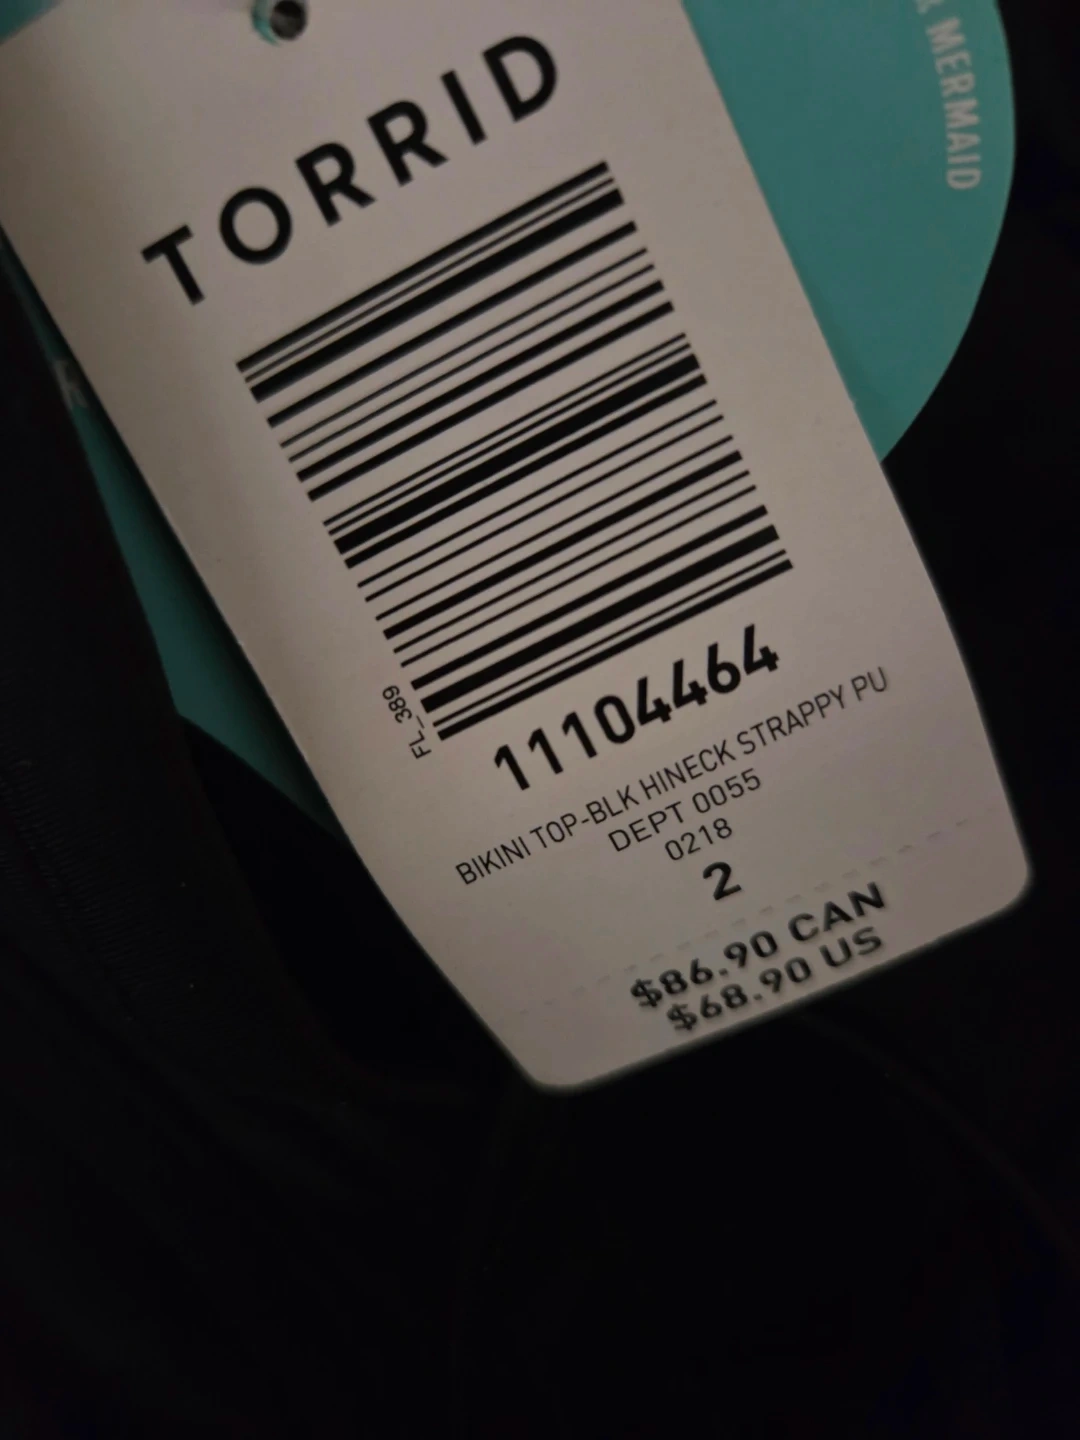 MERMAID
TORRID
FL_389
11104464
BIKINI TOP-BLK HINECK STRAPPY PU
DEPT 0055
0218
2
$86.90 CAN
$68.90 US